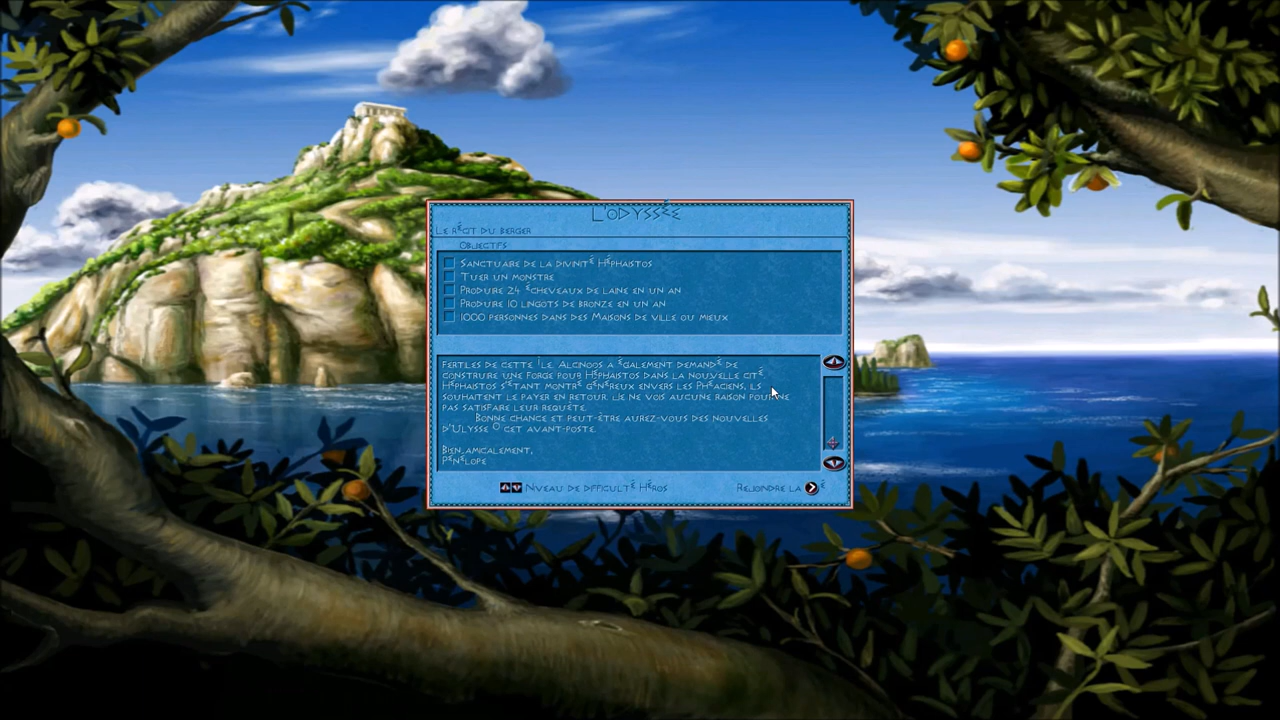 L'Odyssée
Le récit du berger
Objectifs
Sanctuaire de la divinité Héphaïstos
Tuer un monstre
Produire 24 écheveaux de laine en un an
Produire 10 lingots de bronze en un an
1000 personnes dans des Maisons de ville ou mieux
fertles de cette île. Alcinoos a également demandé de
construire une forge pour Héphaïstos dans la nouvelle cité.
Héphaïstos s'étant montré généreux envers les Phéaciens, ils
souhaitent le payer en retour. Je ne vois aucune raison pour ne
pas satisfaire leur requête.
Bonne chance et peut-être aurez-vous des nouvelles
d'Ulysse à cet avant-poste.
Bien amicalement,
Pénélope
Niveau de difficulté Héros
Rejoindre la